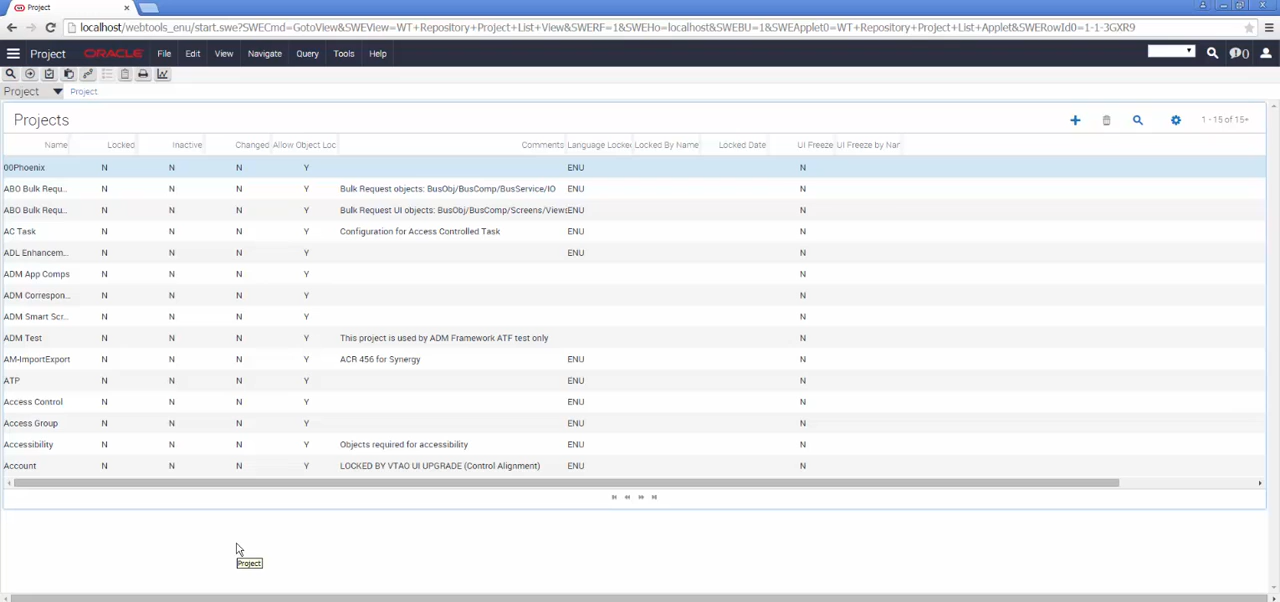 Project
localhost/webtools_enu/start.swe?SWECmd=GotoView&SWEView=WT+Repository+Project+List+View&SWERF=1&SWEHo=localhost&SWEBU=1&SWEApplet0=WT+Repository+Project+List+Applet&SWERowId0=1-1-3GXR9
Project ORACLE File Edit View Navigate Query Tools Help 0
Project Project
Projects 1 - 15 of 15+
Name Locked Inactive Changed Allow Object Loc Comments Language Locked Locked By Name Locked Date UI Freeze UI Freeze by Nar
00Phoenix N N N Y ENU N
ABO Bulk Requ... N N N Y Bulk Request objects: BusObj/BusComp/BusService/IO ENU N
ABO Bulk Requ... N N N Y Bulk Request UI objects: BusObj/BusComp/Screens/Views ENU N
AC Task N N N Y Configuration for Access Controlled Task ENU N
ADL Enhancem... N N N Y ENU N
ADM App Comps N N N Y N
ADM Correspon... N N N Y N
ADM Smart Scr... N N N Y N
ADM Test N N N Y This project is used by ADM Framework ATF test only N
AM-ImportExport N N N Y ACR 456 for Synergy ENU N
ATP N N N Y ENU N
Access Control N N N Y ENU N
Access Group N N N Y ENU N
Accessibility N N N Y Objects required for accessibility ENU N
Account N N N Y LOCKED BY VTAO UI UPGRADE (Control Alignment) ENU N
Project